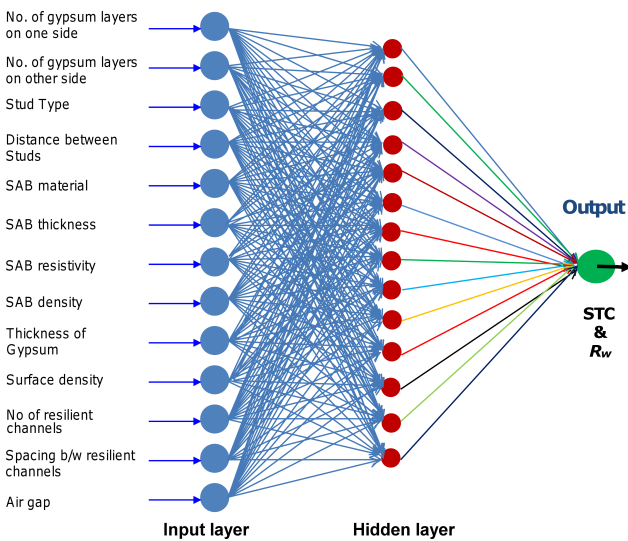 No. of gypsum layers
on one side
No. of gypsum layers
on other side
Stud Type
Distance between
Studs
SAB material
SAB thickness
SAB resistivity
SAB density
Thickness of
Gypsum
Surface density
No of resilient
channels
Spacing b/w resilient
channels
Air gap
Input layer
Hidden layer
Output
STC
&
Rw